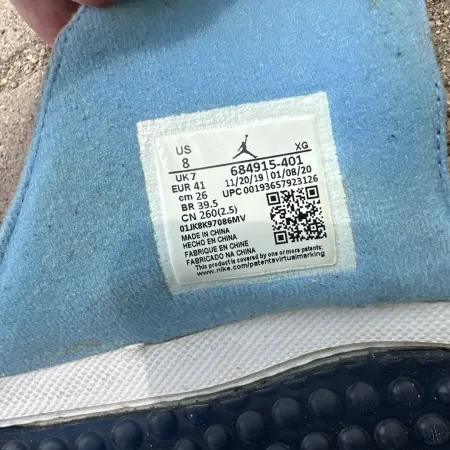 US
8
XG
UK 7
684915-401
EUR 41
11/20/19 01/08/20
cm 26
UPC 00193657923126
BR 39.5
CN 260(2.5)
01JK8K97086MV
MADE IN CHINA
HECHO EN CHINA
FABRIQUE EN CHINE
FABRICADO NA CHINA
This product is covered by one or more patents:
www.nike.com/patentsvirtualmarking